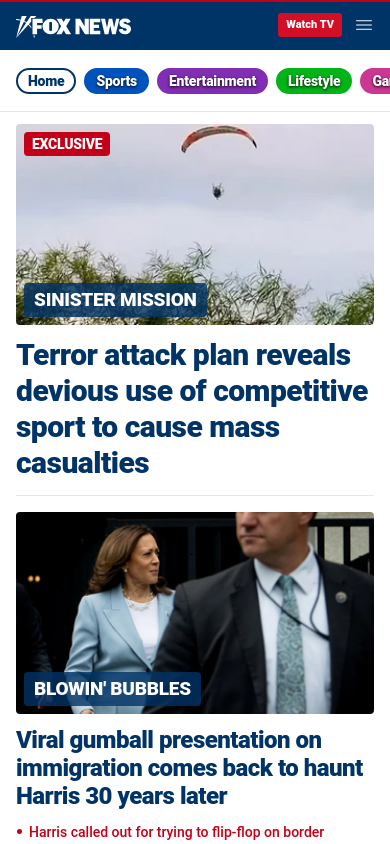 FOX NEWS
Watch TV
Home
Sports
Entertainment
Lifestyle
Ga
EXCLUSIVE
SINISTER MISSION
Terror attack plan reveals
devious use of competitive
sport to cause mass
casualties
BLOWIN' BUBBLES
Viral gumball presentation on
immigration comes back to haunt
Harris 30 years later
• Harris called out for trying to flip-flop on border